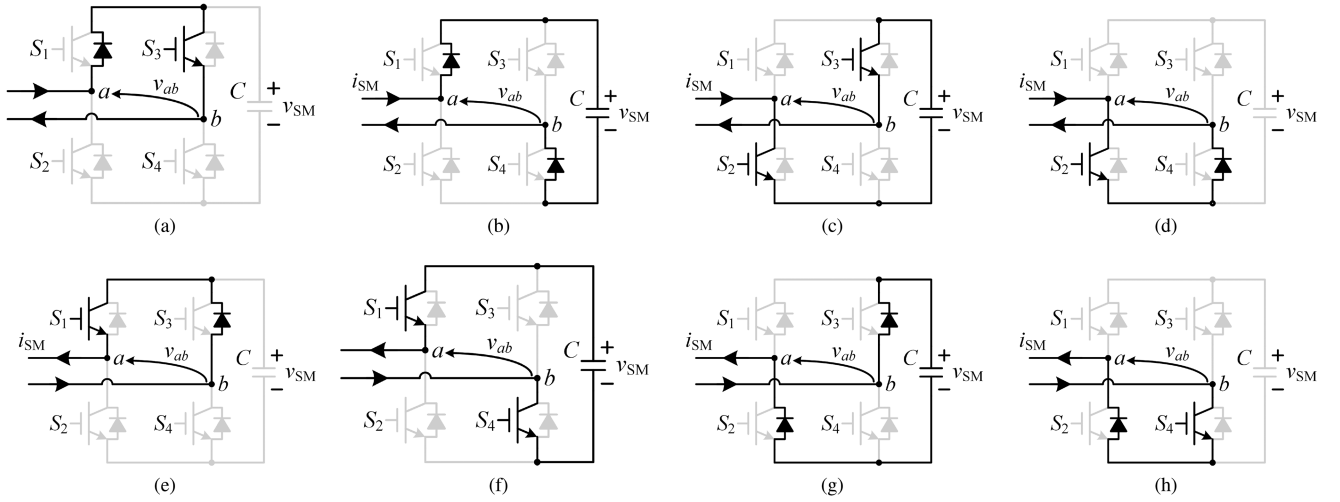 S1 S3 a vab C + vSM − b S2 S4
(a)
S1 S3 iSM a vab C + vSM − b S2 S4
(b)
S1 S3 iSM a vab C + vSM − b S2 S4
(c)
S1 S3 iSM a vab C + vSM − b S2 S4
(d)
S1 S3 iSM a vab C + vSM − b S2 S4
(e)
S1 S3 iSM a vab C + vSM − b S2 S4
(f)
S1 S3 iSM a vab C + vSM − b S2 S4
(g)
S1 S3 iSM a vab C + vSM − b S2 S4
(h)